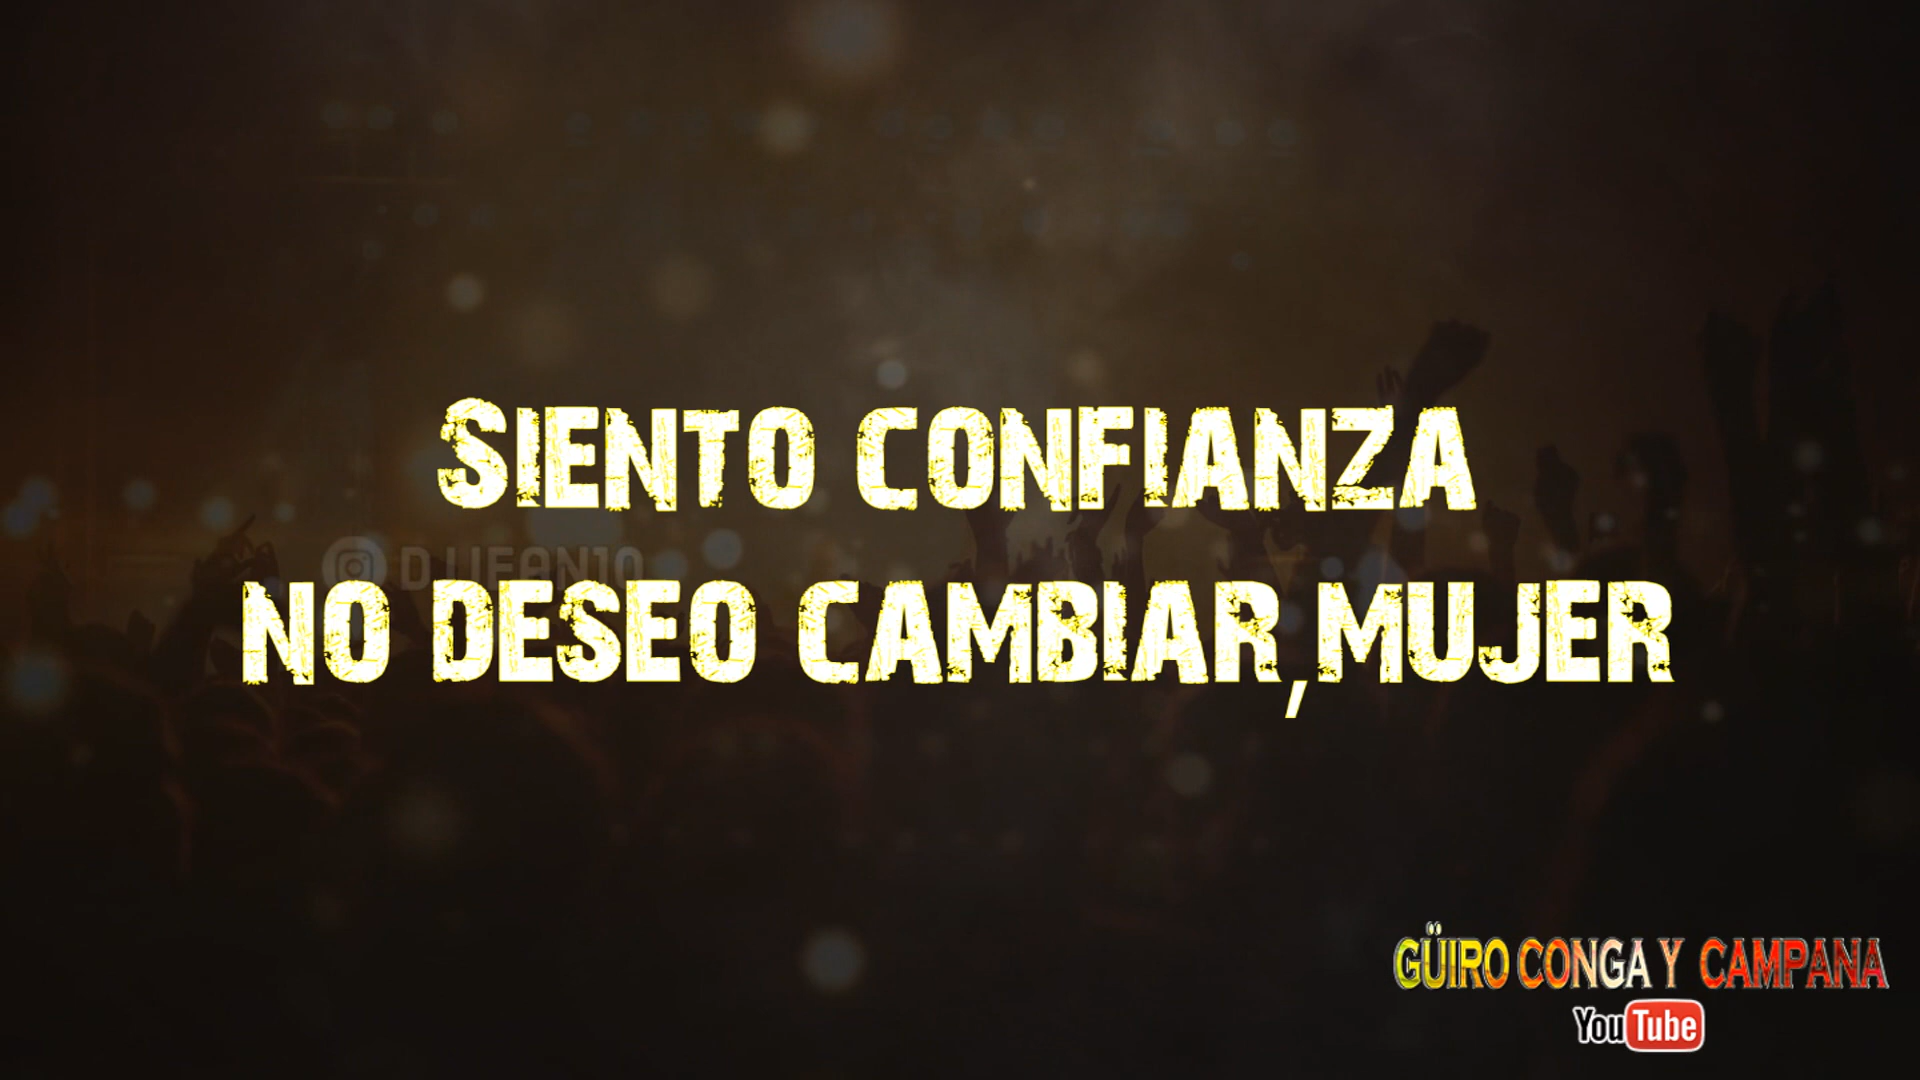 SIENTO CONFIANZA
NO DESEO CAMBIAR,MUJER
GÜIRO CONGA Y CAMPANA
YouTube